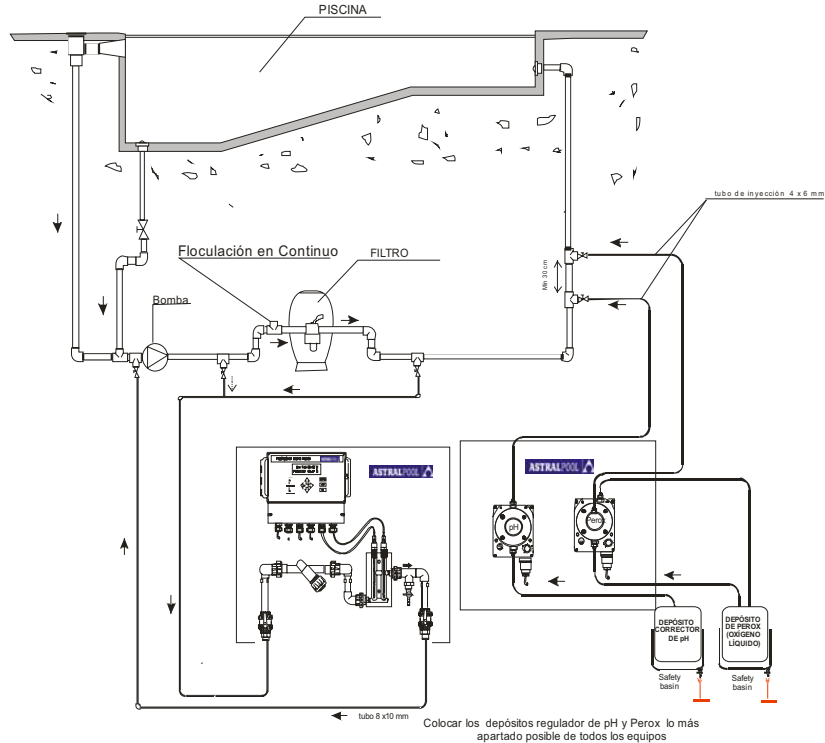 PISCINA
tubo de inyección 4 x 6 mm
Floculación en Continuo
FILTRO
Min 30 cm
Bomba
ASTRALPOOL
ASTRALPOOL
pH
Perox
DEPÓSITO
CORRECTOR
DE pH
DEPÓSITO
DE PEROX
(OXÍGENO
LÍQUIDO)
Safety
basin
Safety
basin
tubo 8 x10 mm
Colocar los depósitos regulador de pH y Perox lo más
apartado posible de todos los equipos